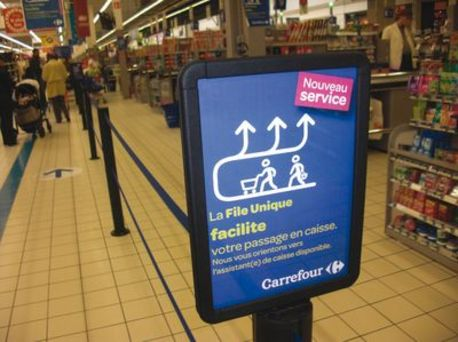 Nouveau
service
La File Unique
facilite
votre passage en caisse.
Nous vous orientons vers
l'assistant(e) de caisse disponible.
Carrefour